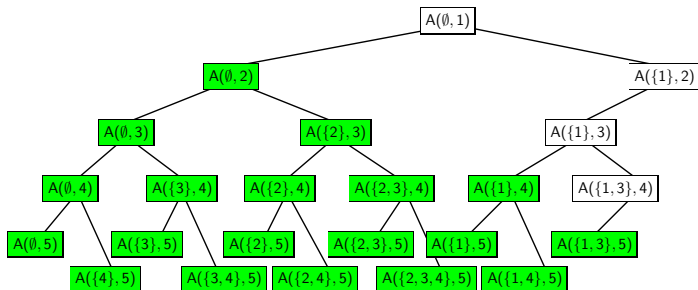 A(∅, 1)
A(∅, 2) A({1}, 2)
A(∅, 3) A({2}, 3) A({1}, 3)
A(∅, 4) A({3}, 4) A({2}, 4) A({2, 3}, 4) A({1}, 4) A({1, 3}, 4)
A(∅, 5) A({3}, 5) A({2}, 5) A({2, 3}, 5) A({1}, 5) A({1, 3}, 5)
A({4}, 5) A({3, 4}, 5) A({2, 4}, 5) A({2, 3, 4}, 5) A({1, 4}, 5)